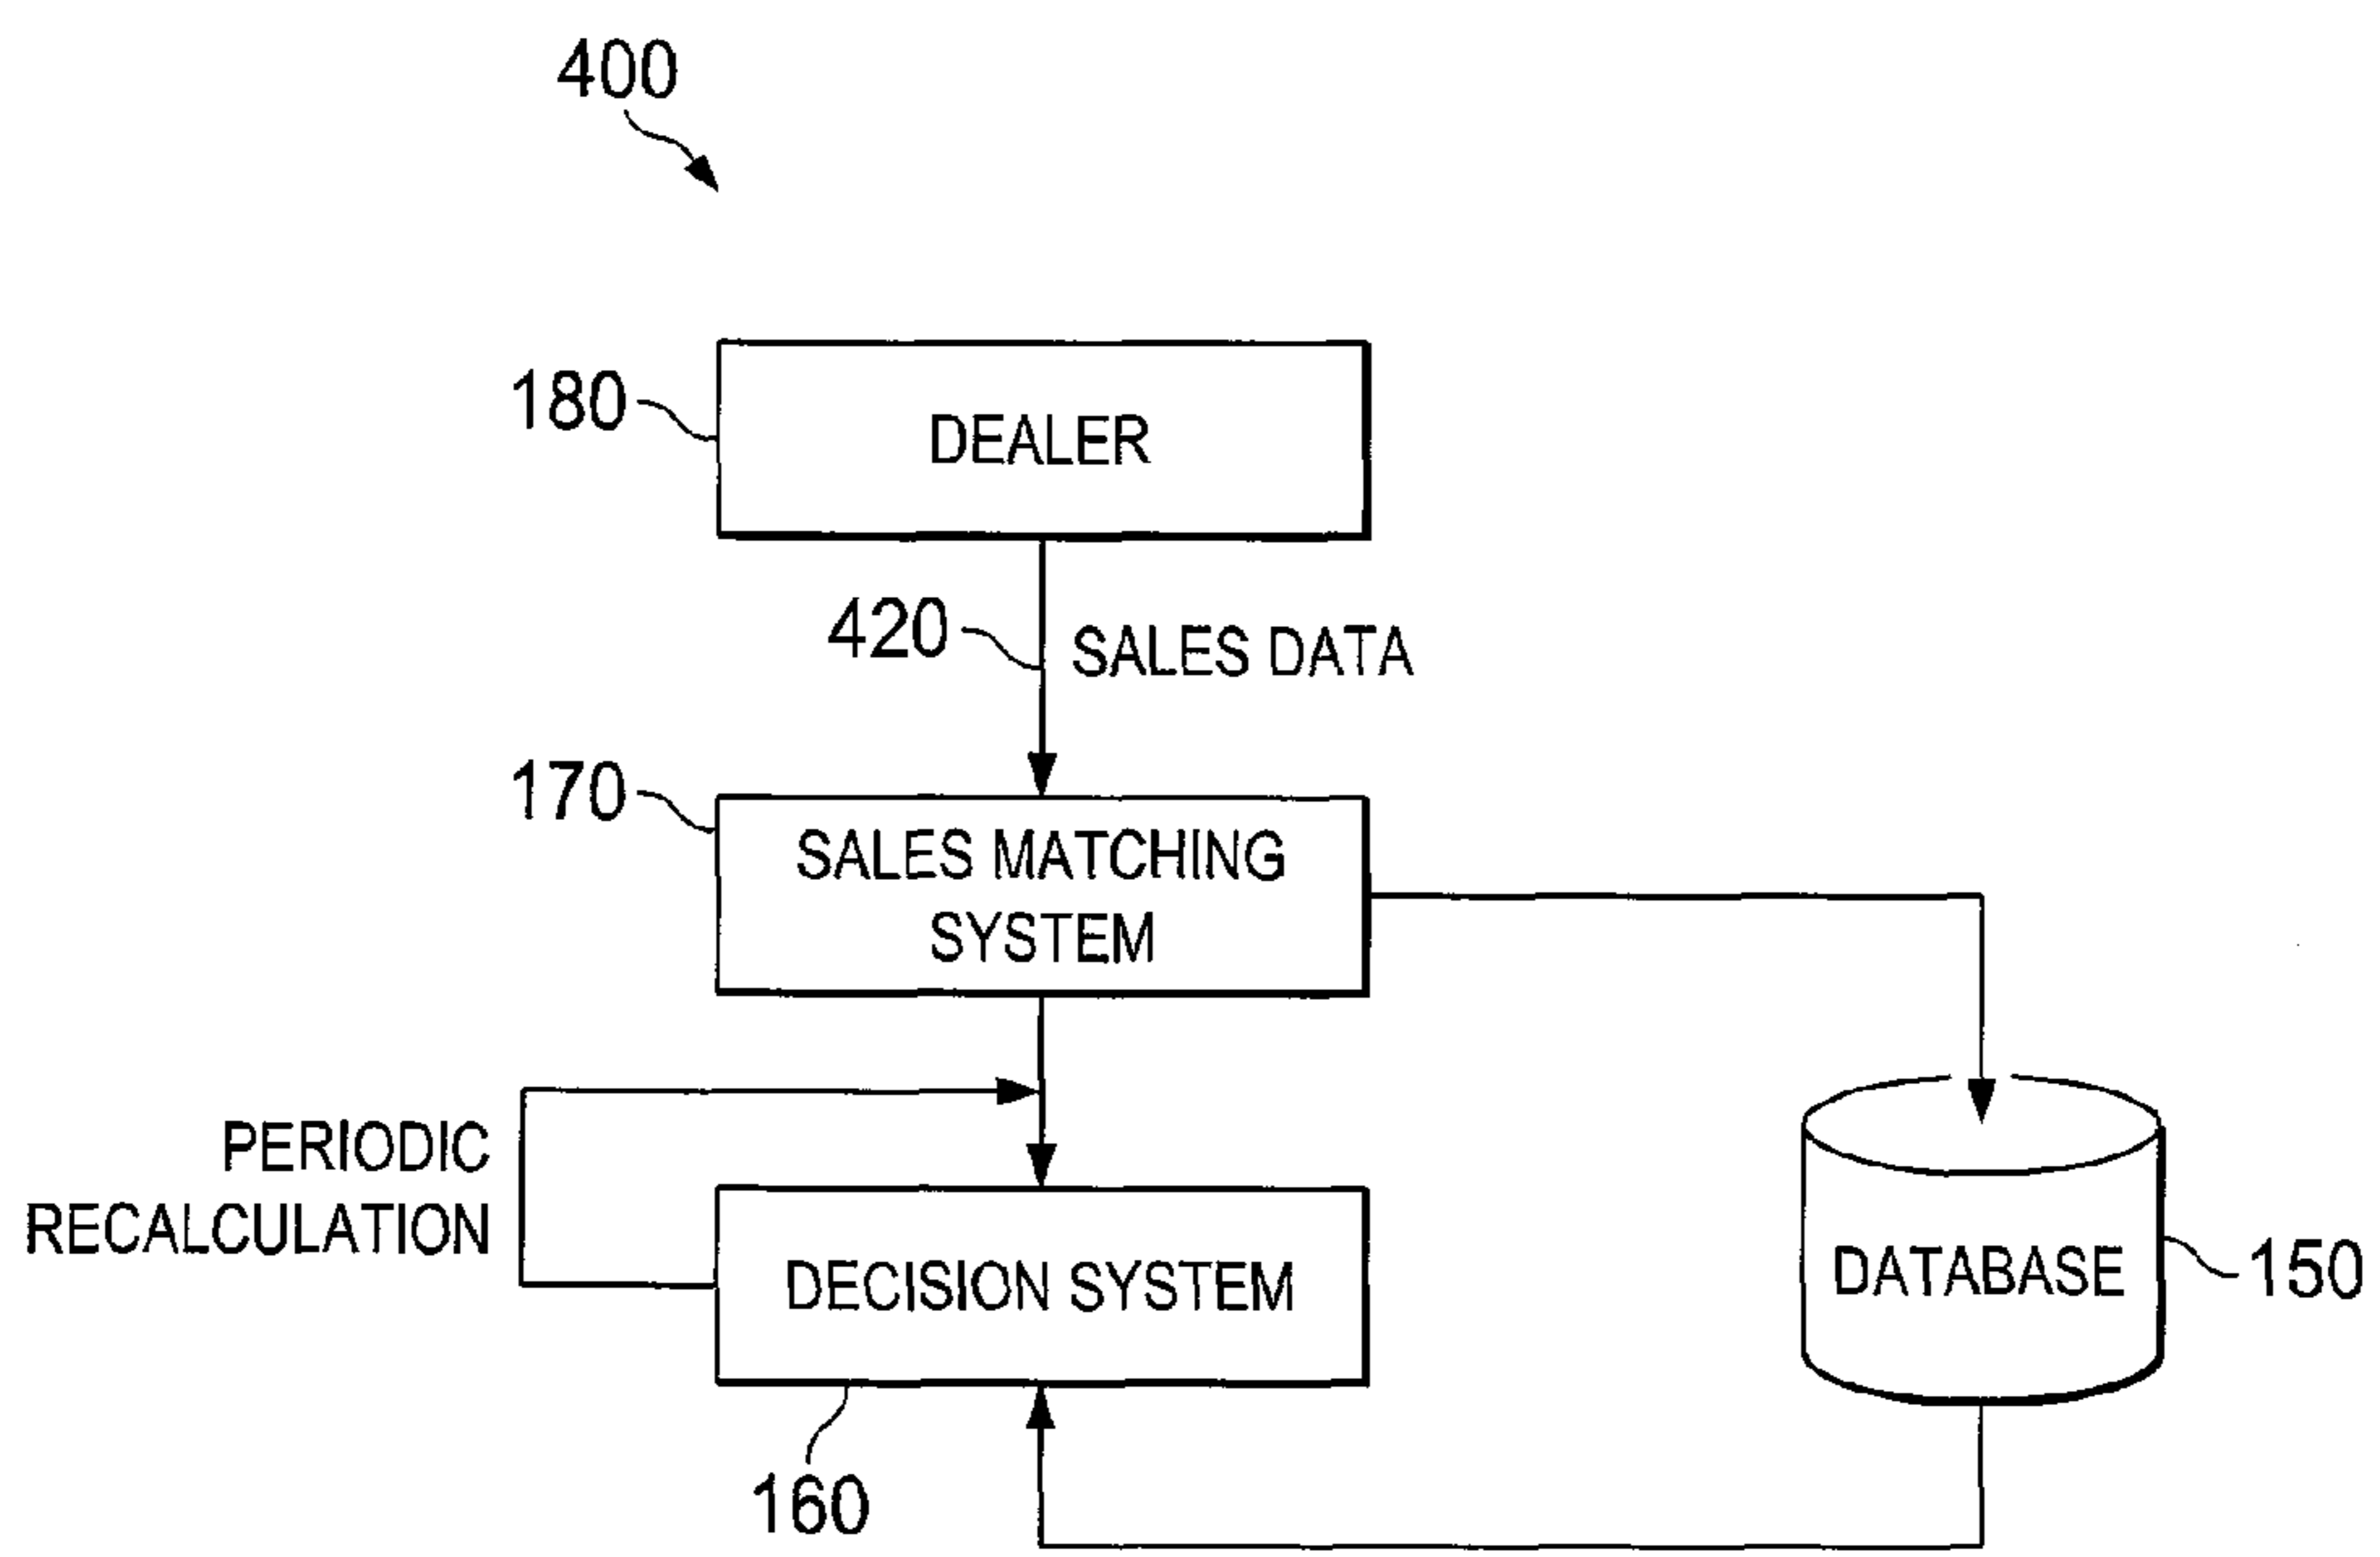 400
180
DEALER
420
SALES DATA
170
SALES MATCHING
SYSTEM
PERIODIC
RECALCULATION
DECISION SYSTEM
DATABASE
150
160